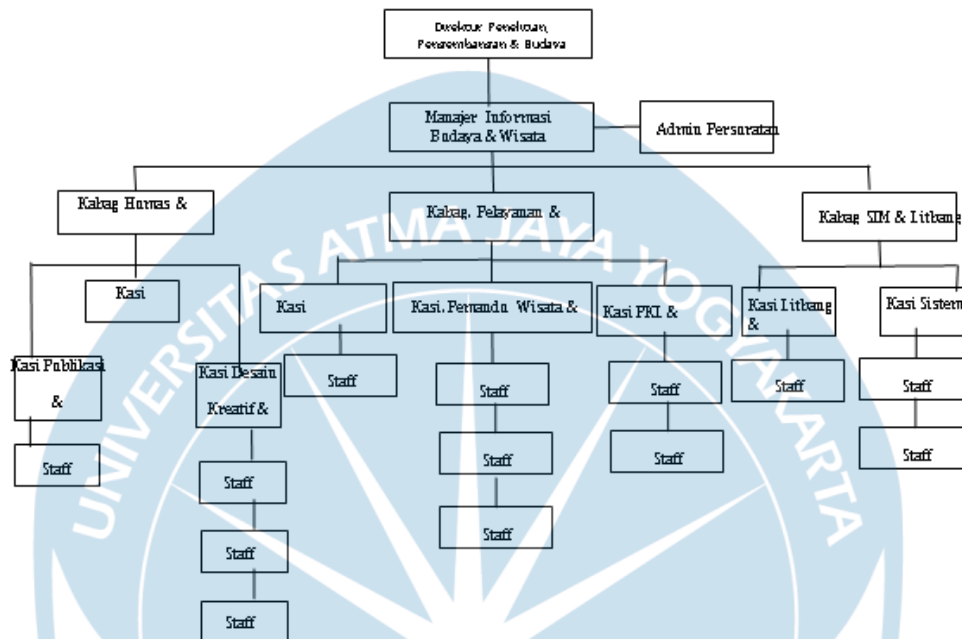 Direktur Penelitian,
Pengembangan & Budaya
Manajer Informasi
Budaya & Wisata
Admin Persuratan
Kabag Humas &
Kabag. Pelayanan &
Kabag SIM & Litbang
Kasi
Kasi
Kasi. Pemandu Wisata &
Kasi PKL &
Kasi Litbang
&
Kasi Sistem
Kasi Publikasi
&
Kasi Desain
Kreatif &
Staff
Staff
Staff
Staff
Staff
Staff
Staff
Staff
Staff
Staff
Staff
Staff
Staff
Staff
UNIVERSITAS ATMA JAYA YOGYAKARTA